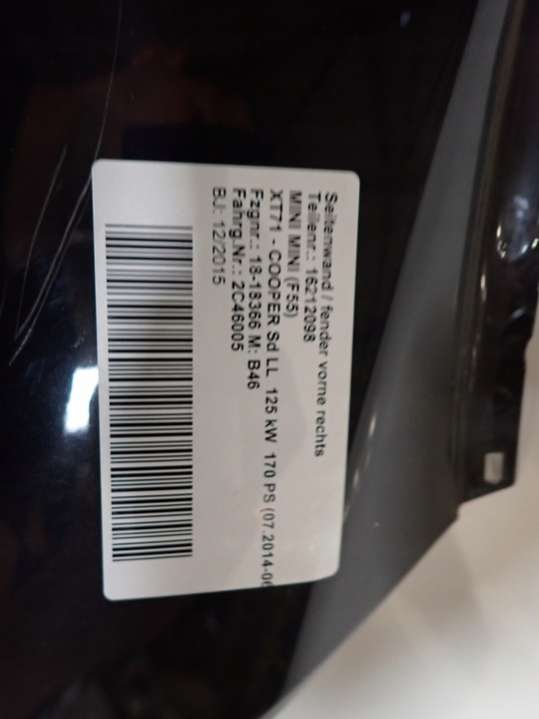 Seitenwand / fender vorne rechts
Teilenr.: 16212098
MINI MINI (F55)
XT71 - COOPER Sd LL 125 kW 170 PS (07.2014-06
Fzgnr.: 18-18366 M: B46
Fahrg.Nr.: 2C46005
BJ: 12/2015